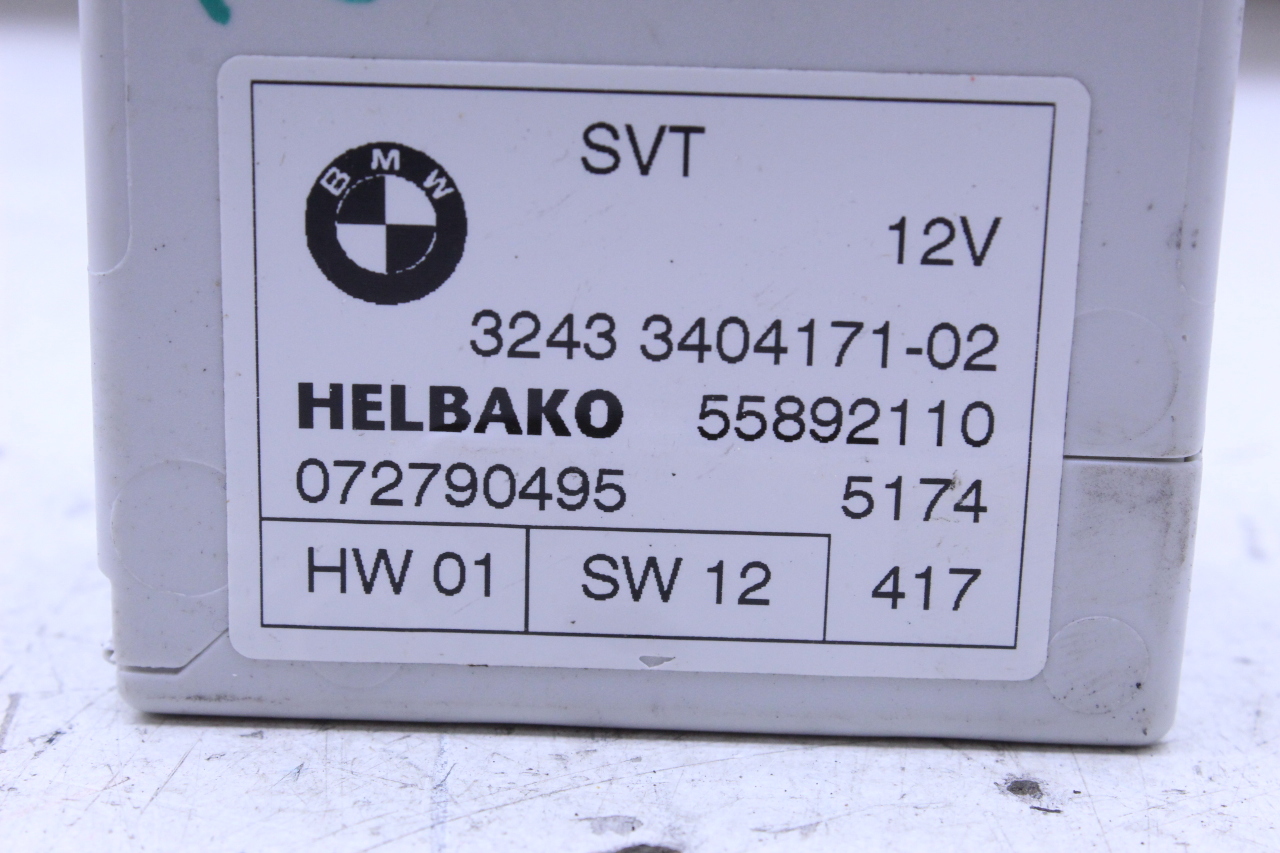 BMW
SVT
12V
3243 3404171-02
HELBAKO 55892110
072790495 5174
HW 01 SW 12 417